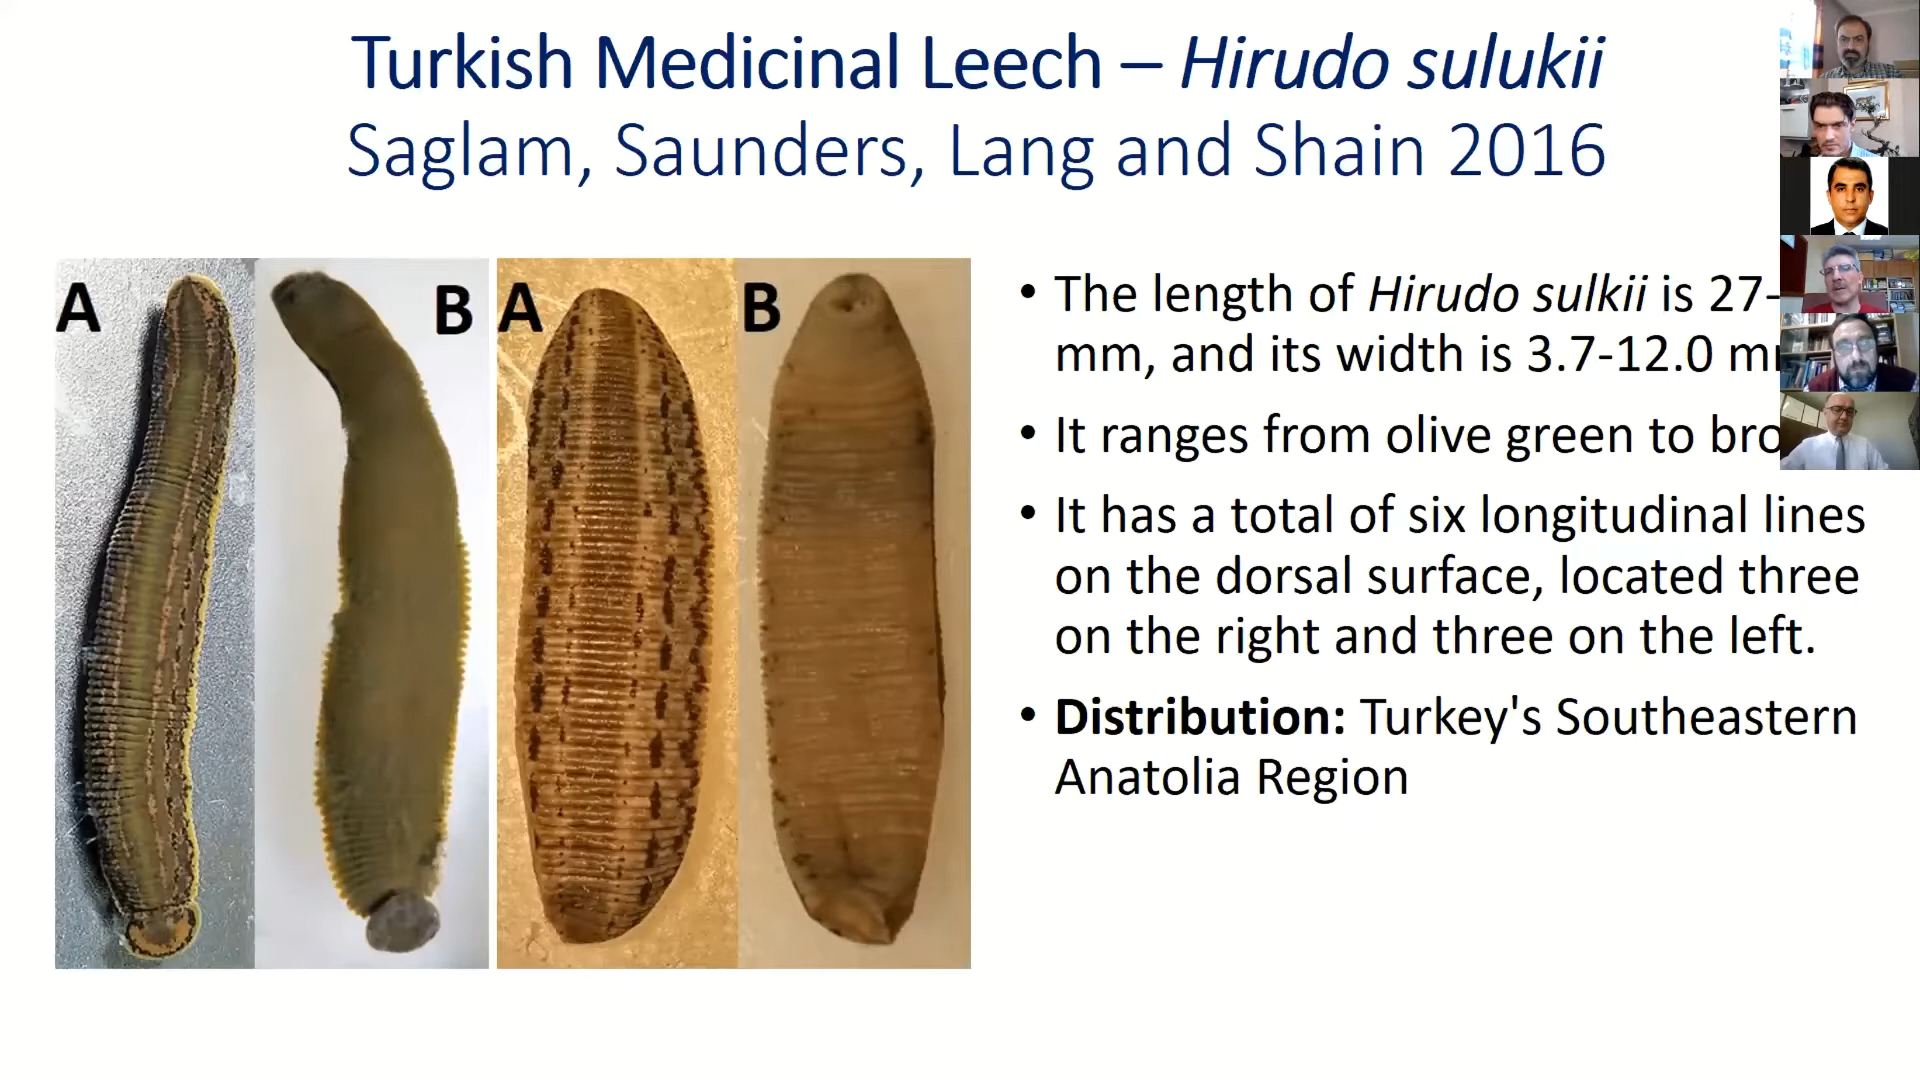 Turkish Medicinal Leech – Hirudo sulukii
Saglam, Saunders, Lang and Shain 2016
A
B
A
B
• The length of Hirudo sulkii is 27-
mm, and its width is 3.7-12.0
• It ranges from olive green to
• It has a total of six longitudinal lines
on the dorsal surface, located three
on the right and three on the left.
• Distribution: Turkey's Southeastern
Anatolia Region